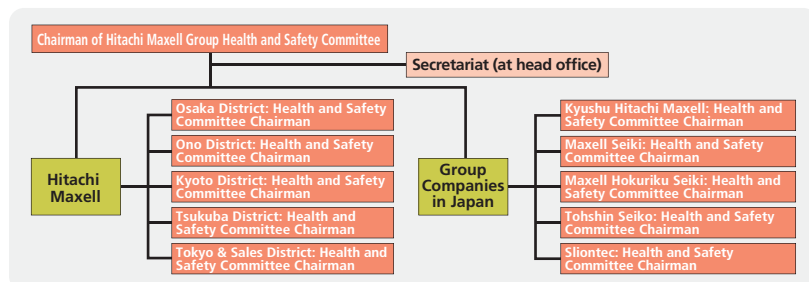 Chairman of Hitachi Maxell Group Health and Safety Committee
Secretariat (at head office)
Hitachi
Maxell
Osaka District: Health and Safety
Committee Chairman
Ono District: Health and Safety
Committee Chairman
Kyoto District: Health and Safety
Committee Chairman
Tsukuba District: Health and
Safety Committee Chairman
Tokyo & Sales District: Health and
Safety Committee Chairman
Group
Companies
in Japan
Kyushu Hitachi Maxell: Health and
Safety Committee Chairman
Maxell Seiki: Health and Safety
Committee Chairman
Maxell Hokuriku Seiki: Health and
Safety Committee Chairman
Tohshin Seiko: Health and Safety
Committee Chairman
Sliontec: Health and Safety
Committee Chairman